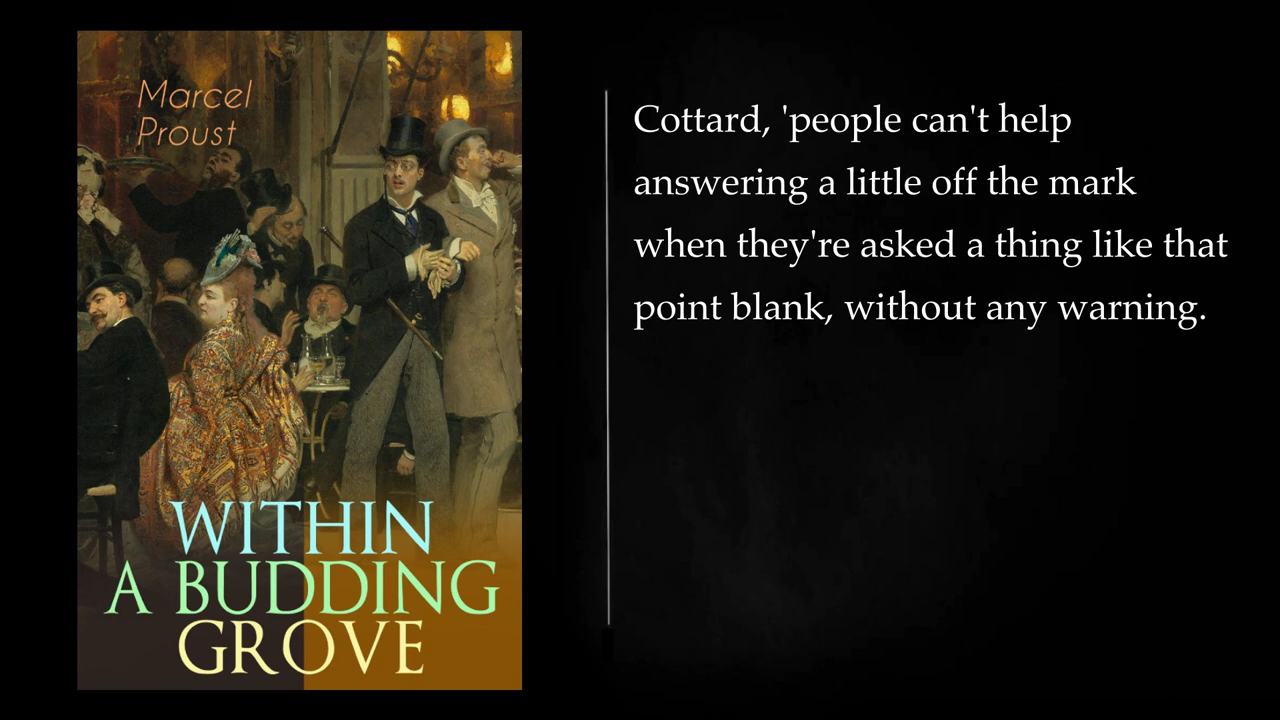 Marcel
Proust
WITHIN
A BUDDING
GROVE
Cottard, 'people can't help
answering a little off the mark
when they're asked a thing like that
point blank, without any warning.